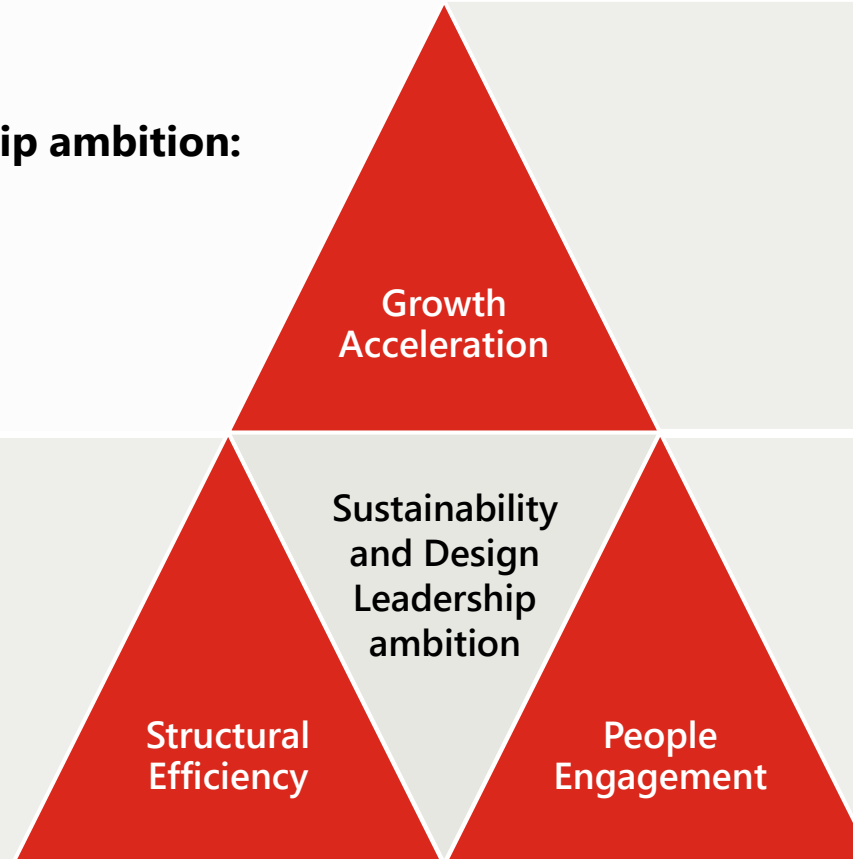 ip ambition:
Growth
Acceleration
Sustainability
and Design
Leadership
ambition
Structural
Efficiency
People
Engagement